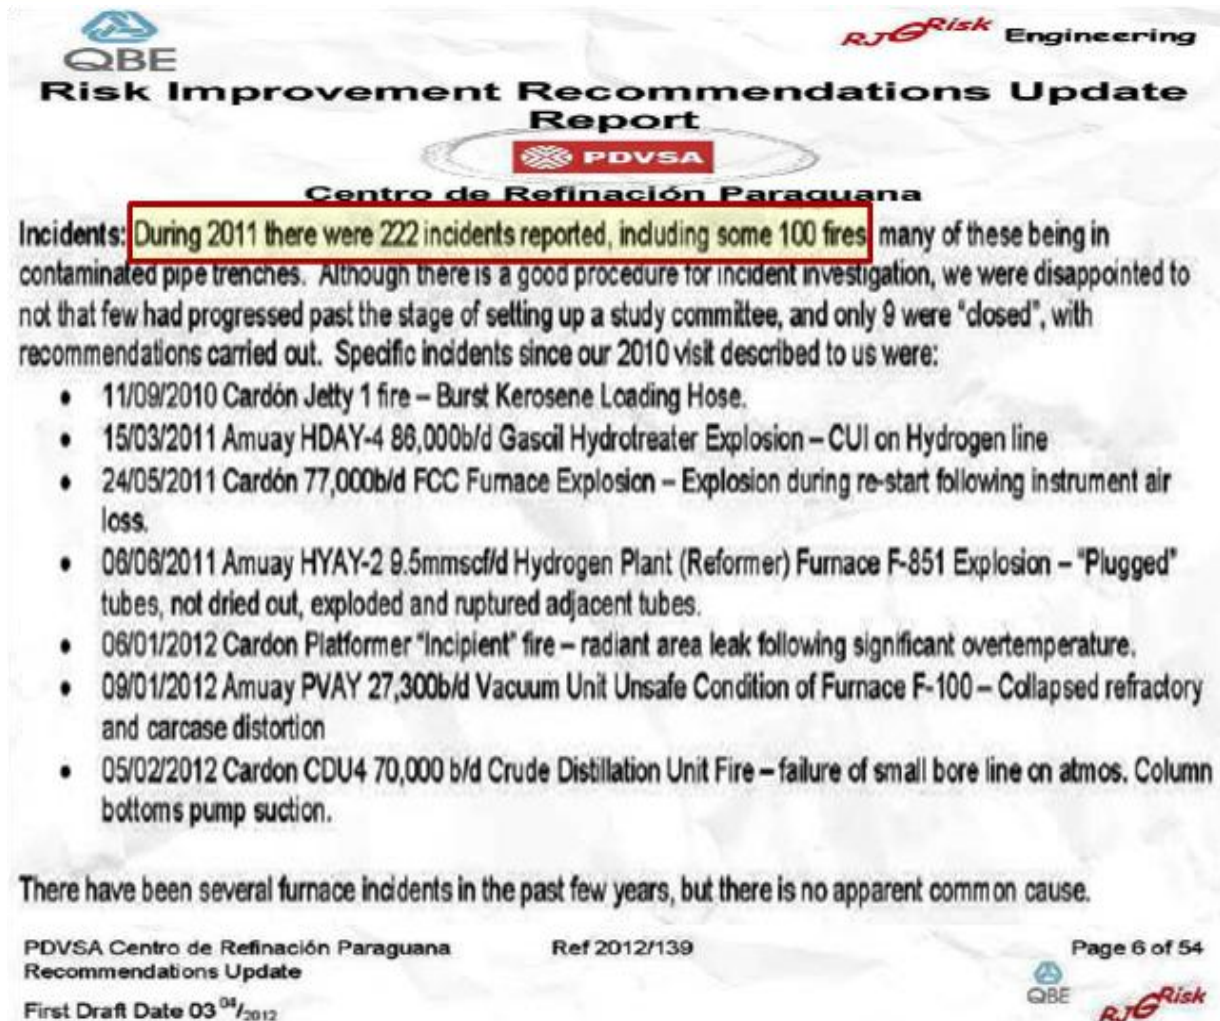 QBE
RJG Risk Engineering
Risk Improvement Recommendations Update
Report
PDVSA
Centro de Refinación Paraguana
Incidents: During 2011 there were 222 incidents reported, including some 100 fires, many of these being in
contaminated pipe trenches. Although there is a good procedure for incident investigation, we were disappointed to
not that few had progressed past the stage of setting up a study committee, and only 9 were "closed", with
recommendations carried out. Specific incidents since our 2010 visit described to us were:
• 11/09/2010 Cardón Jetty 1 fire – Burst Kerosene Loading Hose.
• 15/03/2011 Amuay HDAY-4 86,000b/d Gasoil Hydrotreater Explosion – CUI on Hydrogen line
• 24/05/2011 Cardón 77,000b/d FCC Furnace Explosion – Explosion during re-start following instrument air
loss.
• 06/06/2011 Amuay HYAY-2 9.5mmscf/d Hydrogen Plant (Reformer) Furnace F-851 Explosion – "Plugged"
tubes, not dried out, exploded and ruptured adjacent tubes.
• 06/01/2012 Cardon Platformer "Incipient" fire – radiant area leak following significant overtemperature.
• 09/01/2012 Amuay PVAY 27,300b/d Vacuum Unit Unsafe Condition of Furnace F-100 – Collapsed refractory
and carcase distortion
• 05/02/2012 Cardon CDU4 70,000 b/d Crude Distillation Unit Fire – failure of small bore line on atmos. Column
bottoms pump suction.
There have been several furnace incidents in the past few years, but there is no apparent common cause.
PDVSA Centro de Refinación Paraguana Ref 2012/139 Page 6 of 54
Recommendations Update
First Draft Date 03 04/2012
QBE
RJG Risk